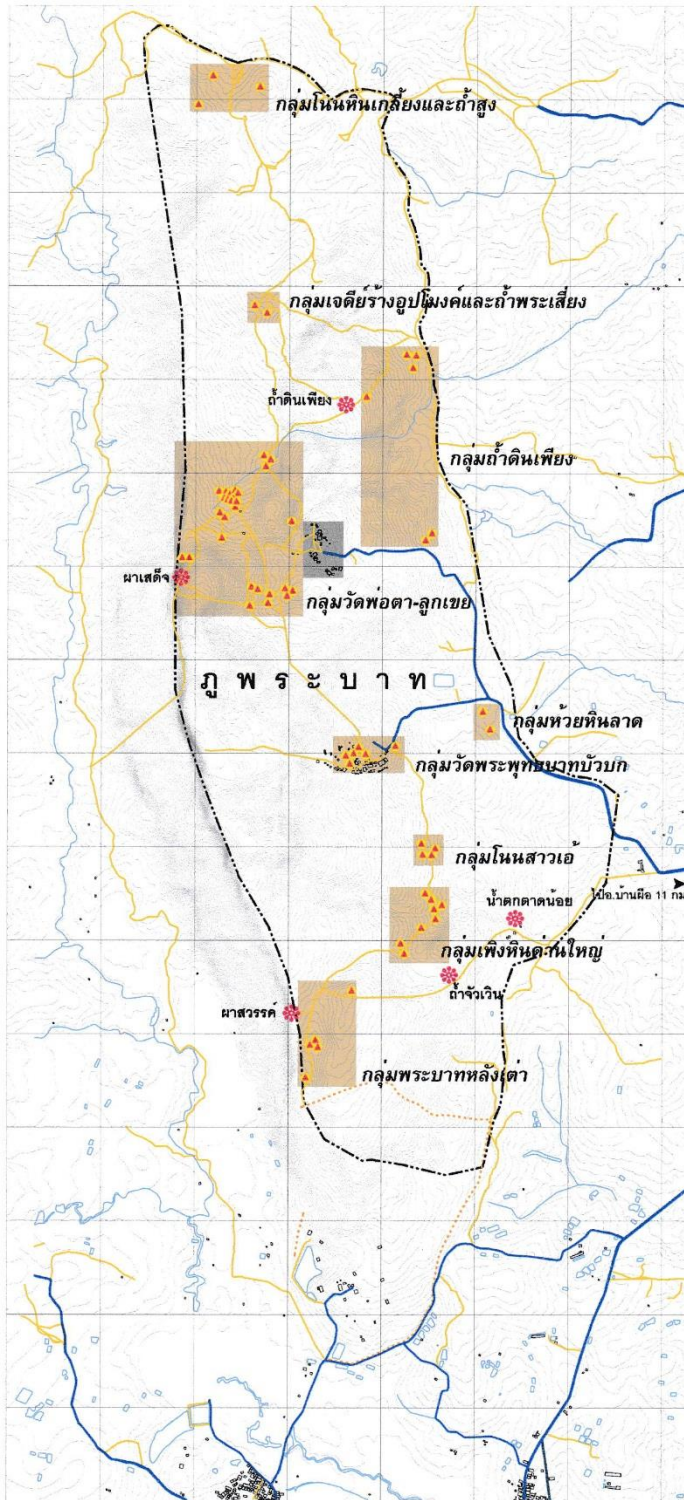 กลุ่มโนนหินเกลี้ยงและถ้ำสูง
กลุ่มเจดีย์ร้างอูปโมงค์และถ้ำพระเสี่ยง
ถ้ำดินเพียง
กลุ่มถ้ำดินเพียง
ผาเสด็จ
กลุ่มวัดพ่อตา-ลูกเขย
ภูพระบาท
กลุ่มห้วยหินลาด
กลุ่มวัดพระพุทธบาทบัวบก
กลุ่มโนนสาวเอ้
น้ำตกตาดน้อย
ไปอ.บ้านผือ 11 กม
กลุ่มเพิงหินด่านใหญ่
ถ้ำจัวเวิน
ผาสวรรค์
กลุ่มพระบาทหลังเต่า